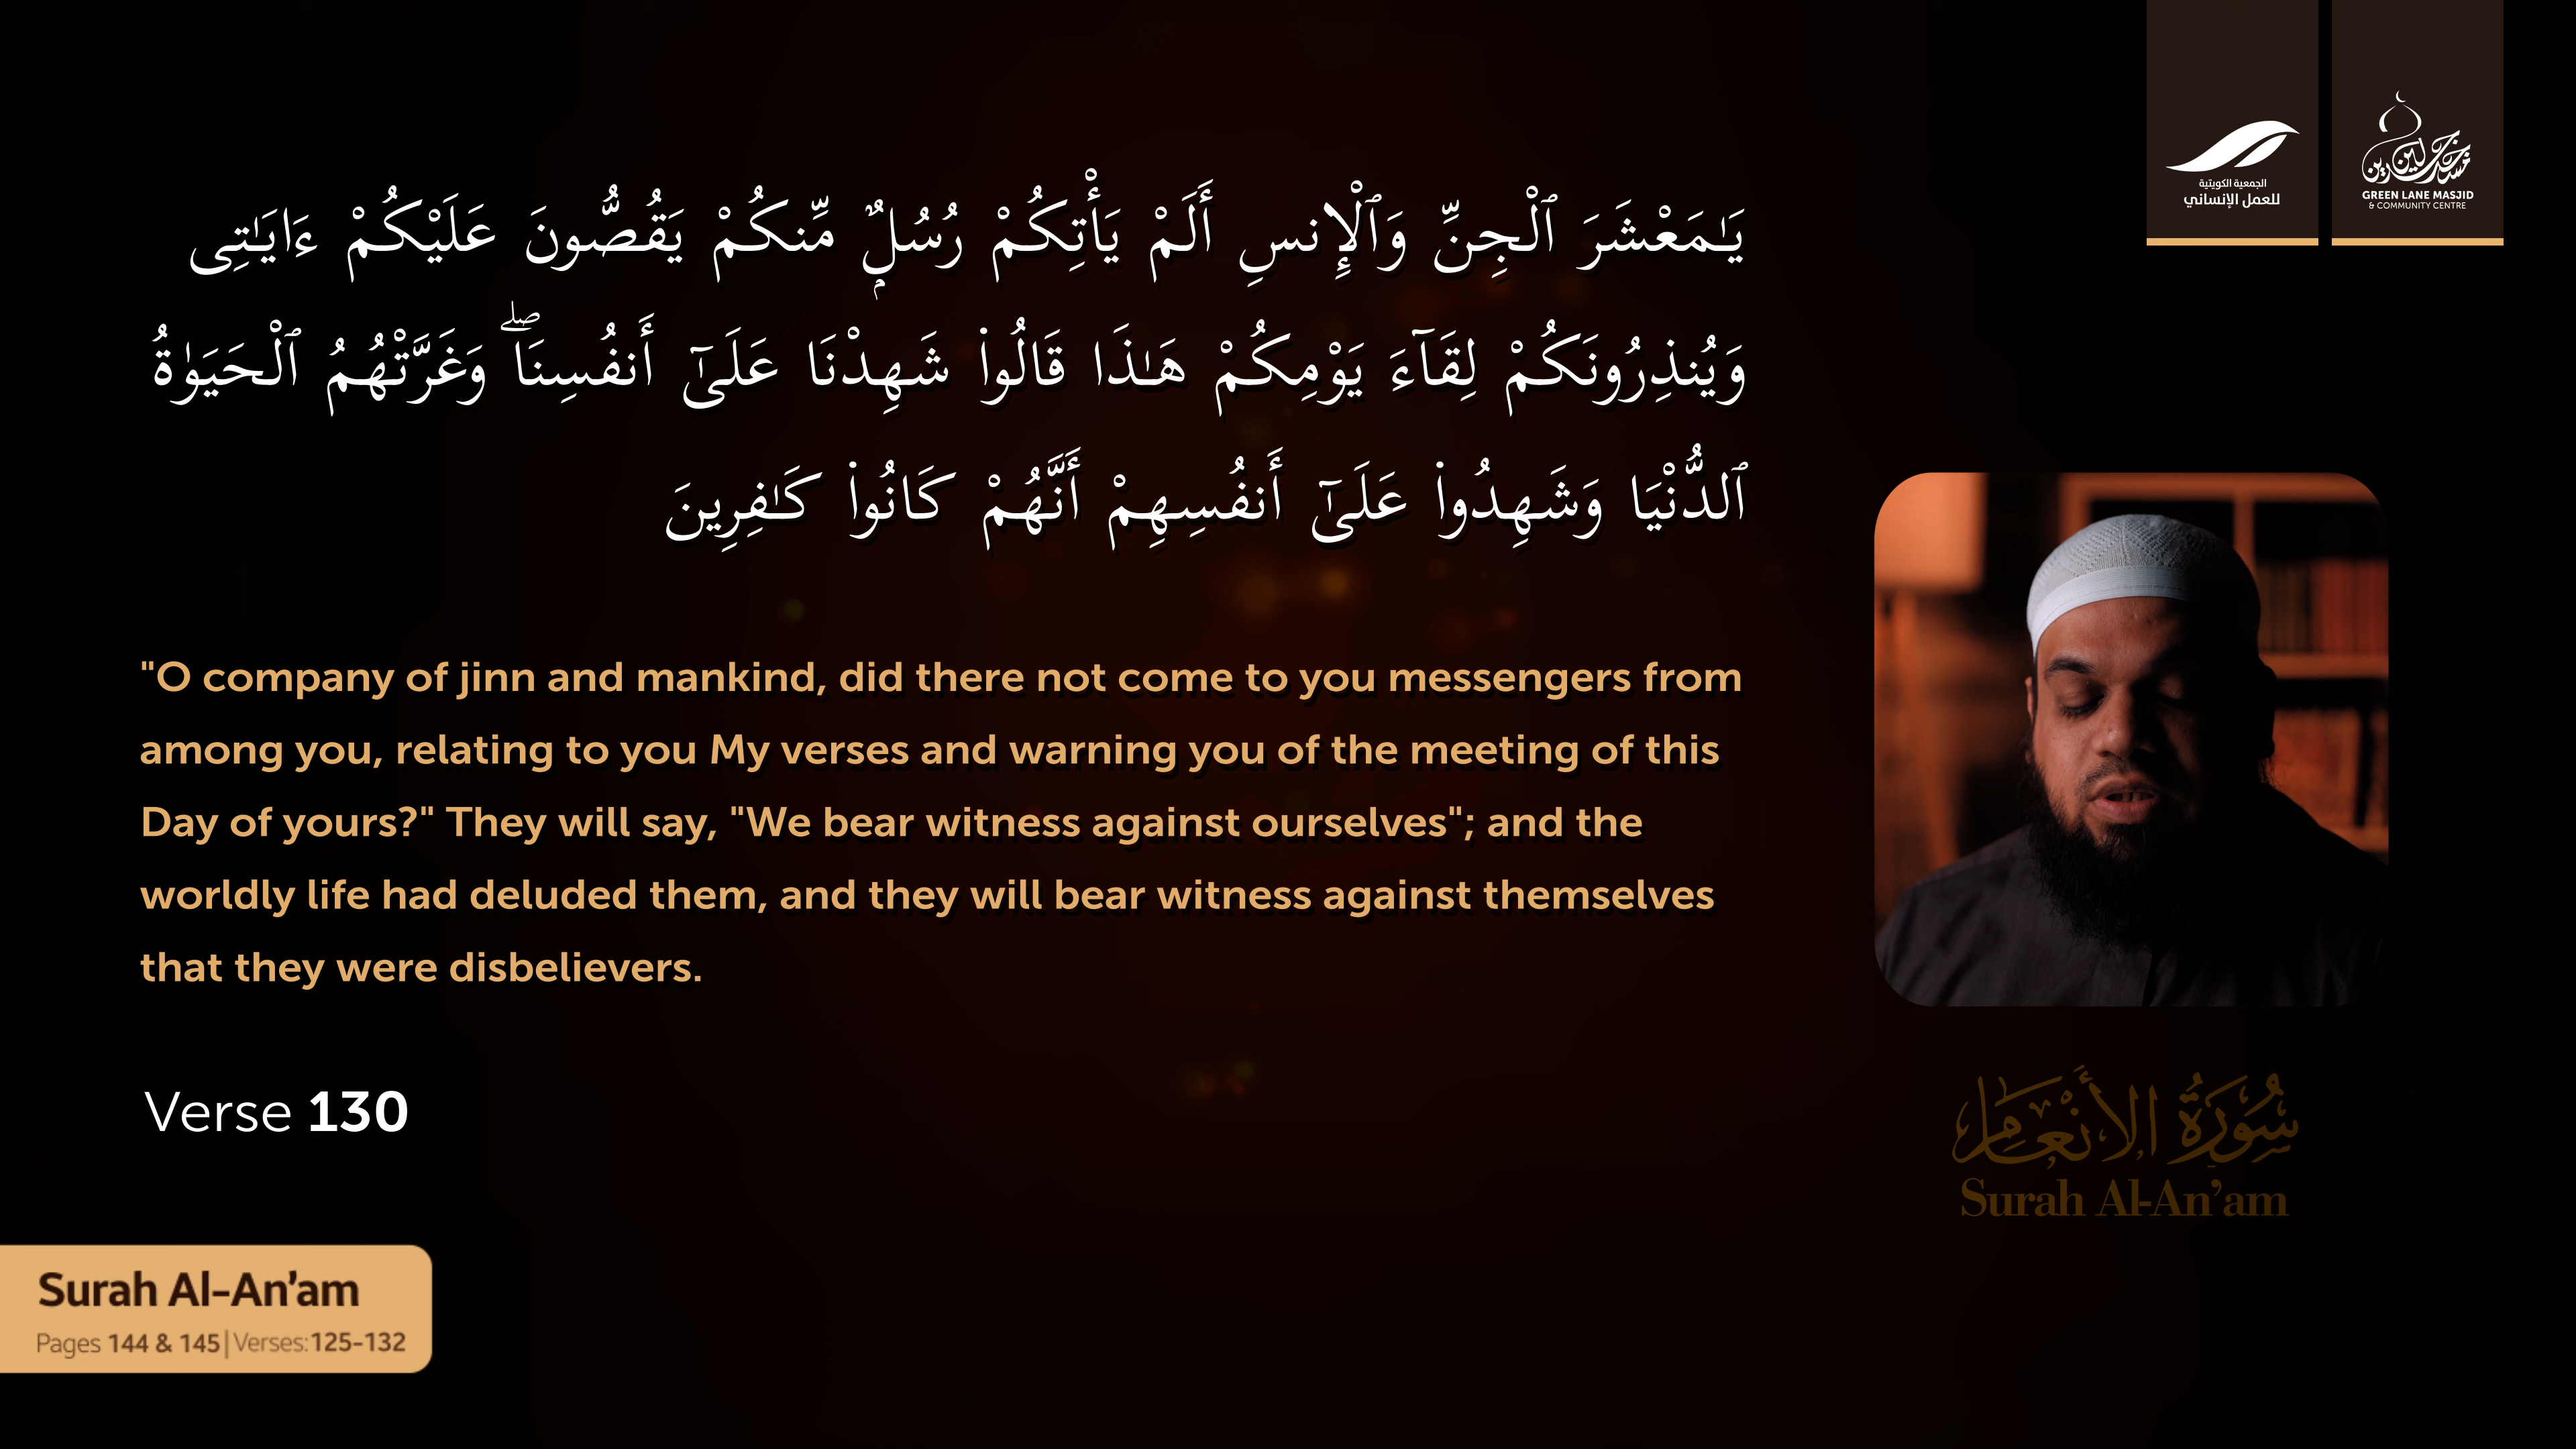 يَـٰمَعْشَرَ ٱلْجِنِّ وَٱلْإِنسِ أَلَمْ يَأْتِكُمْ رُسُلٌۭ مِّنكُمْ يَقُصُّونَ عَلَيْكُمْ ءَايَـٰتِى
وَيُنذِرُونَكُمْ لِقَآءَ يَوْمِكُمْ هَـٰذَا قَالُوا۟ شَهِدْنَا عَلَىٰٓ أَنفُسِنَا ۖ وَغَرَّتْهُمُ ٱلْحَيَوٰةُ
ٱلدُّنْيَا وَشَهِدُوا۟ عَلَىٰٓ أَنفُسِهِمْ أَنَّهُمْ كَانُوا۟ كَـٰفِرِينَ
"O company of jinn and mankind, did there not come to you messengers from
among you, relating to you My verses and warning you of the meeting of this
Day of yours?" They will say, "We bear witness against ourselves"; and the
worldly life had deluded them, and they will bear witness against themselves
that they were disbelievers.
Verse 130
الجمعية الكويتية
للعمل الإنساني
مسجد جرين لين
GREEN LANE MASJID
& COMMUNITY CENTRE
سُورَةُ الأَنْعَامِ
Surah Al-An’am
Surah Al-An’am
Pages 144 & 145 | Verses: 125-132